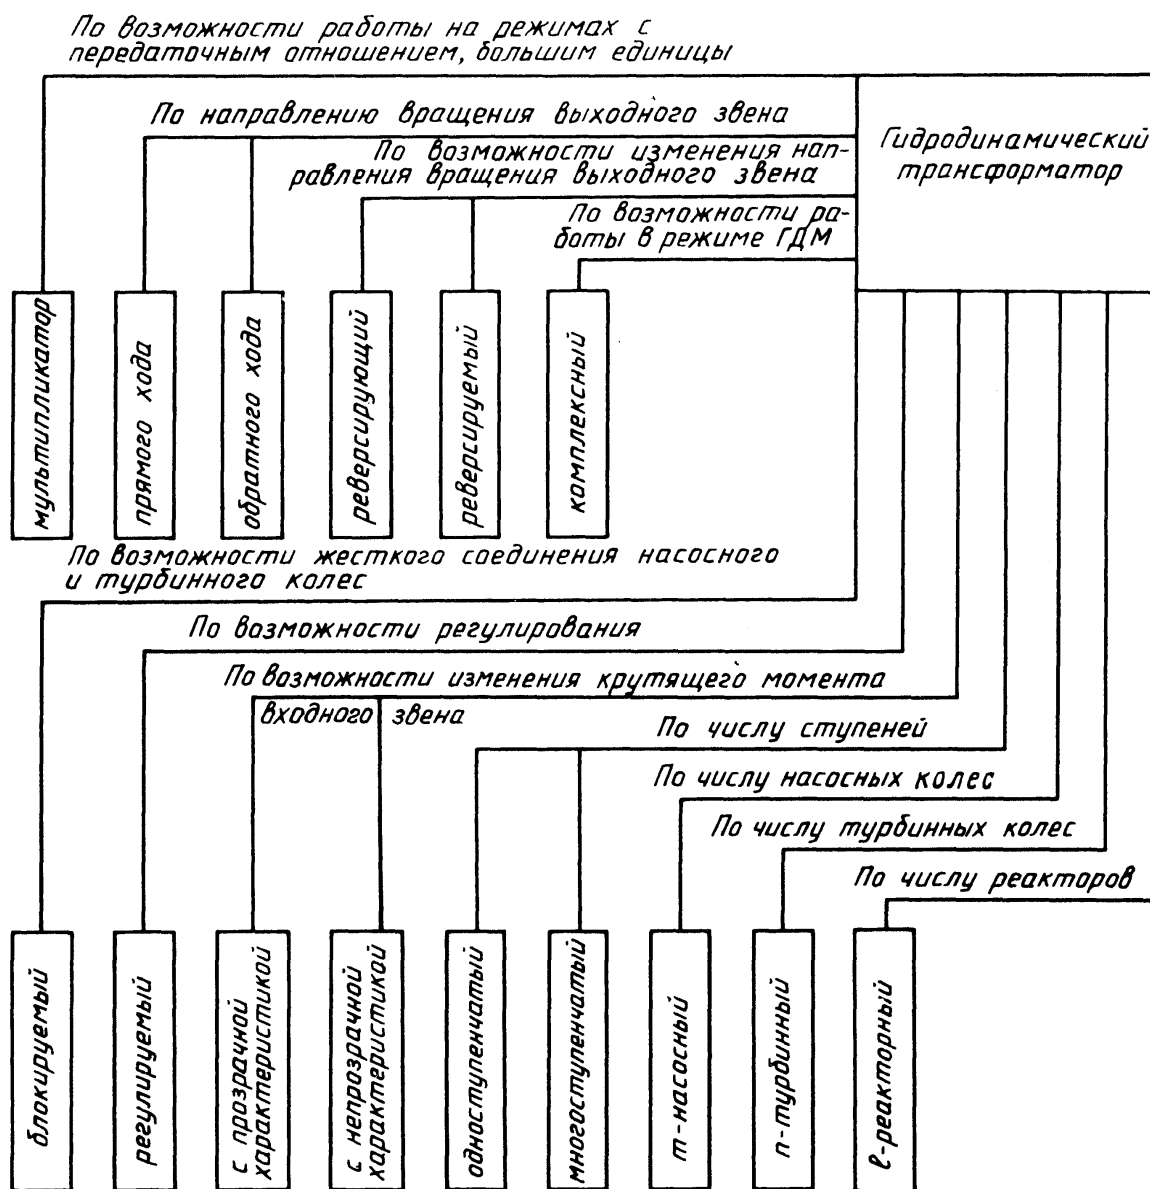 По возможности работы на режимах с
передаточным отношением, большим единицы
По направлению вращения выходного звена
По возможности изменения нап-
равления вращения выходного звена
По возможности ра-
боты в режиме ГДМ
Гидродинамический
трансформатор
мультипликатор
прямого хода
обратного хода
реверсирующий
реверсируемый
комплексный
По возможности жесткого соединения насосного
и турбинного колес
По возможности регулирования
По возможности изменения крутящего момента
входного звена
По числу ступеней
По числу насосных колес
По числу турбинных колес
По числу реакторов
блокируемый
регулируемый
с прозрачной
характеристикой
с непрозрачной
характеристикой
одноступенчатый
многоступенчатый
m-насосный
n-турбинный
ℓ-реакторный